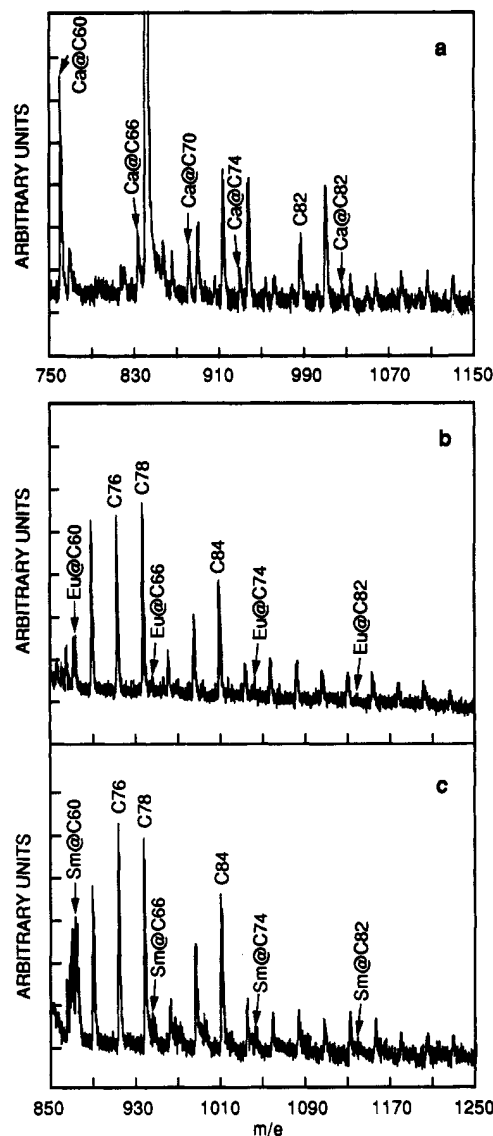 a
Ca@C60
Ca@C66
Ca@C70
Ca@C74
C82
Ca@C82
ARBITRARY UNITS
750 830 910 990 1070 1150
b
Eu@C60
C76
C78
Eu@C66
C84
Eu@C74
Eu@C82
ARBITRARY UNITS
c
Sm@C60
C76
C78
Sm@C66
C84
Sm@C74
Sm@C82
ARBITRARY UNITS
850 930 1010 1090 1170 1250
m/e